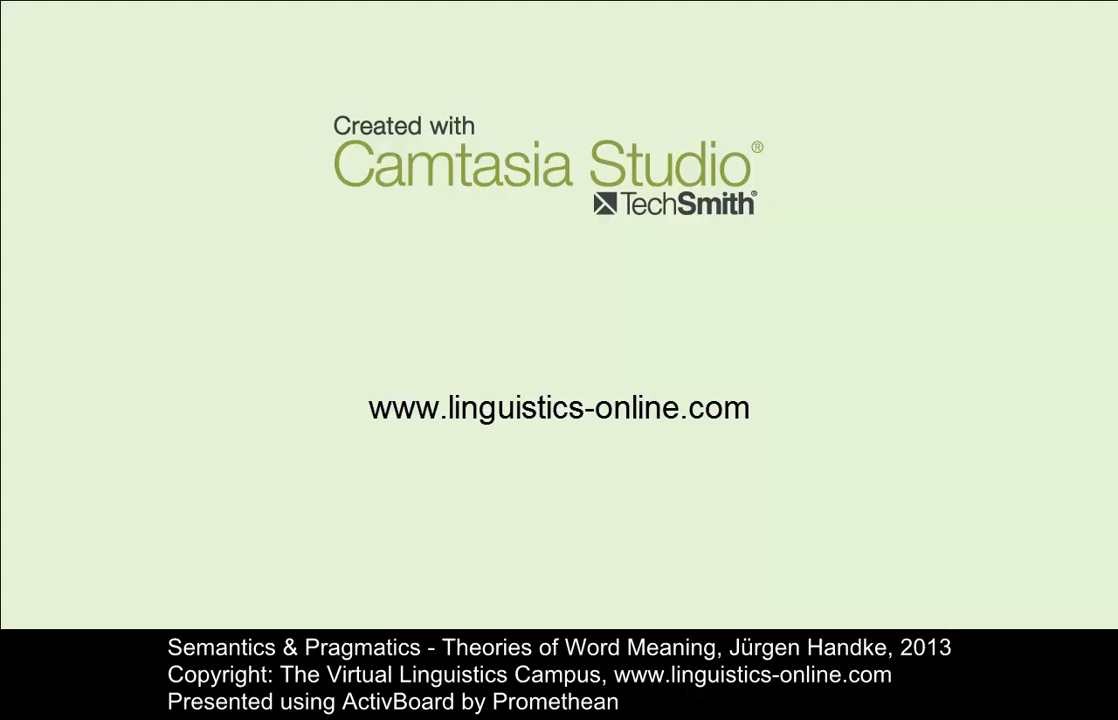 Created with
Camtasia Studio®
TechSmith®
www.linguistics-online.com
Semantics & Pragmatics - Theories of Word Meaning, Jürgen Handke, 2013
Copyright: The Virtual Linguistics Campus, www.linguistics-online.com
Presented using ActivBoard by Promethean